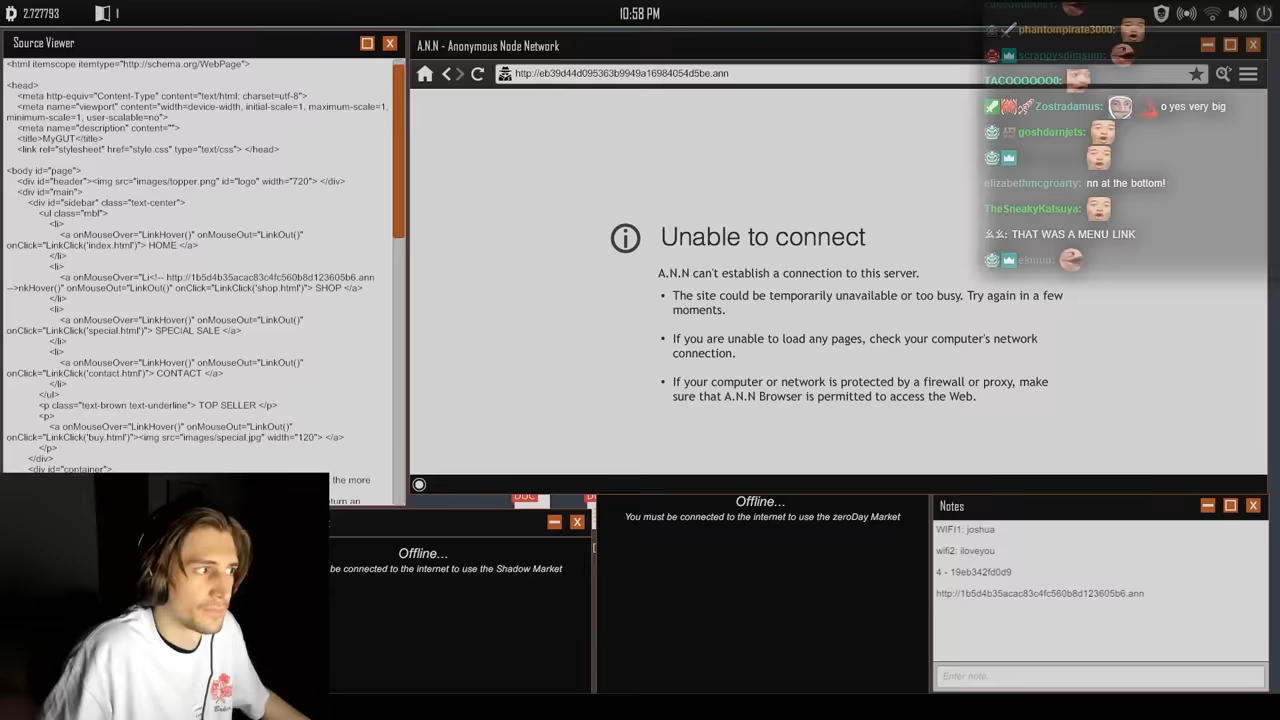 2.727793
1
10:58 PM
Source Viewer
<html itemscope itemtype="http://schema.org/WebPage">
<head>
<meta http-equiv="Content-Type" content="text/html; charset=utf-8">
<meta name="viewport" content="width=device-width, initial-scale=1, maximum-scale=1,
minimum-scale=1, user-scalable=no">
<meta name="description" content="">
<title>MyGUT</title>
<link rel="stylesheet" href="style.css" type="text/css"> </head>
<body id="page">
<div id="header"><img src="images/topper.png" id="logo" width="720"> </div>
<div id="main">
<div id="sidebar" class="text-center">
<ul class="mbl">
<li>
<a onMouseOver="LinkHover()" onMouseOut="LinkOut()"
onClick="LinkClick('index.html')"> HOME </a>
</li>
<li>
<a onMouseOver="Li<!-- http://1b5d4b35acac83c4fc560b8d123605b6.ann
-->nkHover()" onMouseOut="LinkOut()" onClick="LinkClick('shop.html')"> SHOP </a>
</li>
<li>
<a onMouseOver="LinkHover()" onMouseOut="LinkOut()"
onClick="LinkClick('special.html')"> SPECIAL SALE </a>
</li>
<li>
<a onMouseOver="LinkHover()" onMouseOut="LinkOut()"
onClick="LinkClick('contact.html')"> CONTACT </a>
</li>
</ul>
<p class="text-brown text-underline"> TOP SELLER </p>
<p>
<a onMouseOver="LinkHover()" onMouseOut="LinkOut()"
onClick="LinkClick('buy.html')"><img src="images/special.jpg" width="120"> </a>
</p>
</div>
<div id="container">
the more
A.N.N - Anonymous Node Network
http://eb39d44d095363b9949a16984054d5be.ann
Unable to connect
A.N.N can't establish a connection to this server.
• The site could be temporarily unavailable or too busy. Try again in a few
moments.
• If you are unable to load any pages, check your computer's network
connection.
• If your computer or network is protected by a firewall or proxy, make
sure that A.N.N Browser is permitted to access the Web.
phantompirate3000:
scrappysdimsum:
TACOOOOOO0:
Zostradamus: o yes very big
goshdarnjets:
elizabethmcgroarty: nn at the bottom!
TheSneakyKatsuya:
THAT WAS A MENU LINK
Offline...
be connected to the internet to use the Shadow Market
Offline...
You must be connected to the internet to use the zeroDay Market
Notes
WIFI1: joshua
wifi2: iloveyou
4 - 19eb342fd0d9
http://1b5d4b35acac83c4fc560b8d123605b6.ann
Enter note...